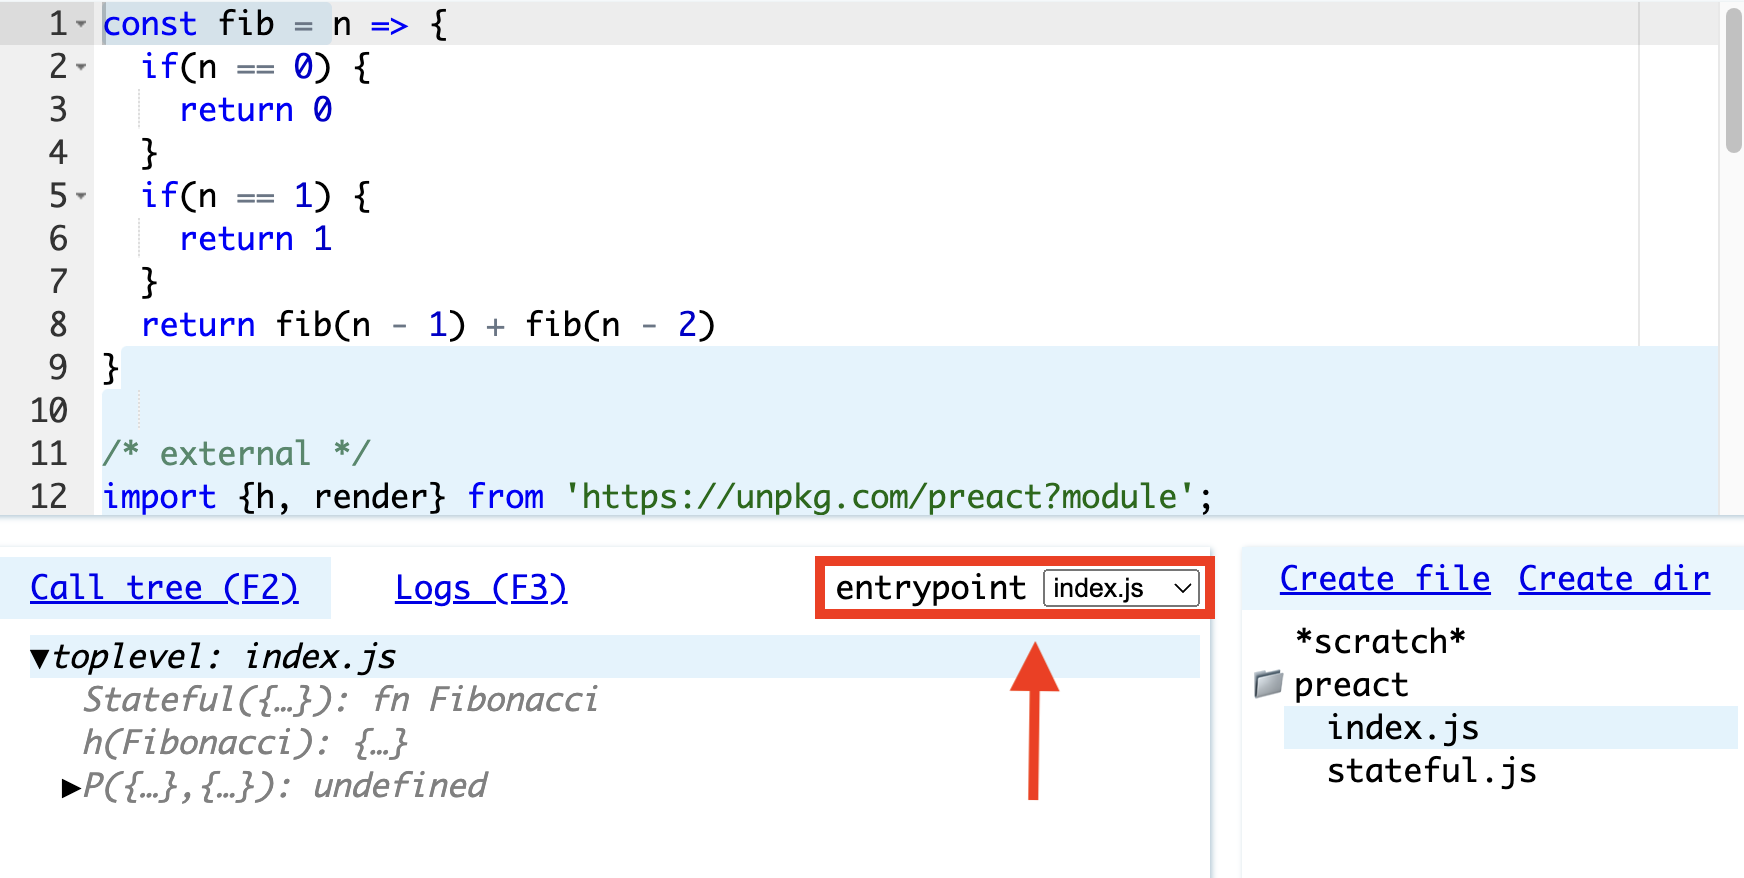 1 const fib = n => {
2 if(n == 0) {
3 return 0
4 }
5 if(n == 1) {
6 return 1
7 }
8 return fib(n - 1) + fib(n - 2)
9 }
10
11 /* external */
12 import {h, render} from 'https://unpkg.com/preact?module';
Call tree (F2) Logs (F3) entrypoint index.js
▼toplevel: index.js
Stateful({…}): fn Fibonacci
h(Fibonacci): {…}
▶P({…},{…}): undefined
Create file Create dir
*scratch*
preact
index.js
stateful.js